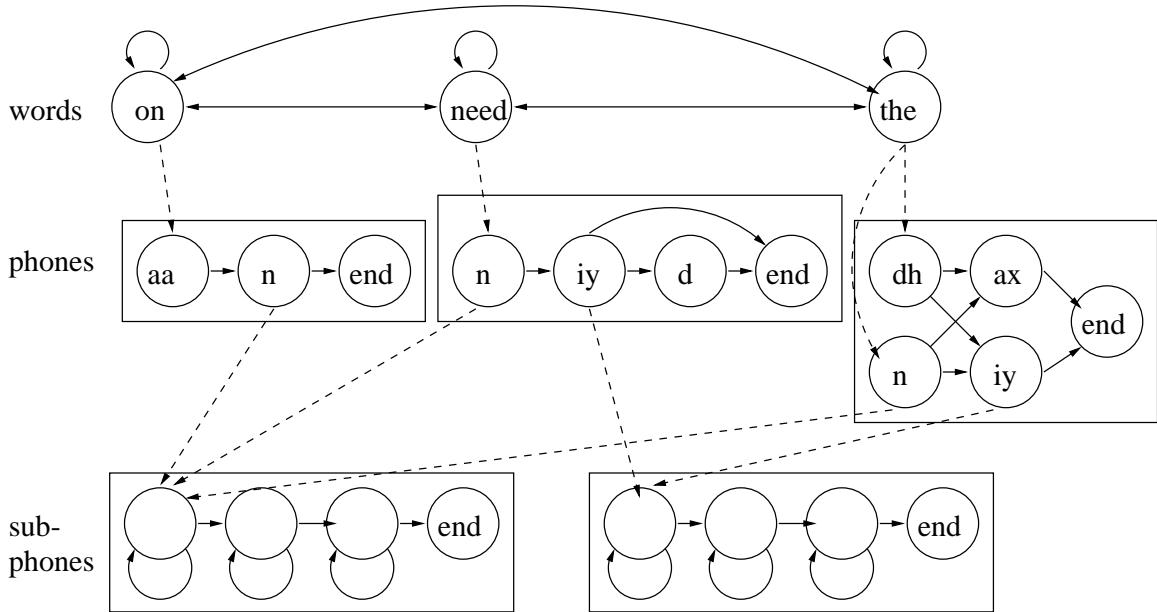 words
on
need
the
phones
aa n end
n iy d end
dh ax
end
n iy
sub-
phones
end
end